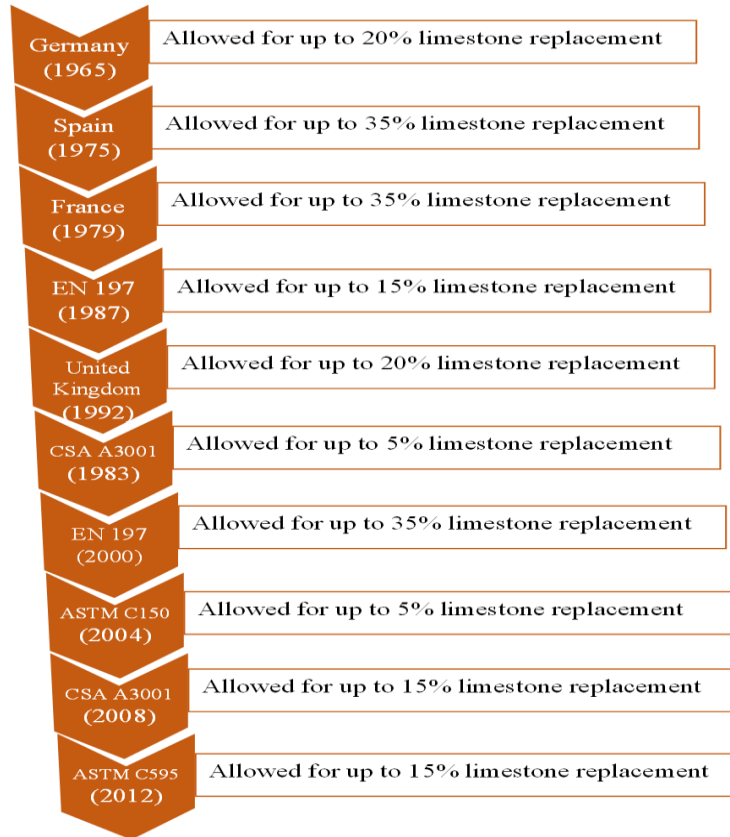 Germany
(1965)
Allowed for up to 20% limestone replacement
Spain
(1975)
Allowed for up to 35% limestone replacement
France
(1979)
Allowed for up to 35% limestone replacement
EN 197
(1987)
Allowed for up to 15% limestone replacement
United
Kingdom
(1992)
Allowed for up to 20% limestone replacement
CSA A3001
(1983)
Allowed for up to 5% limestone replacement
EN 197
(2000)
Allowed for up to 35% limestone replacement
ASTM C150
(2004)
Allowed for up to 5% limestone replacement
CSA A3001
(2008)
Allowed for up to 15% limestone replacement
ASTM C595
(2012)
Allowed for up to 15% limestone replacement